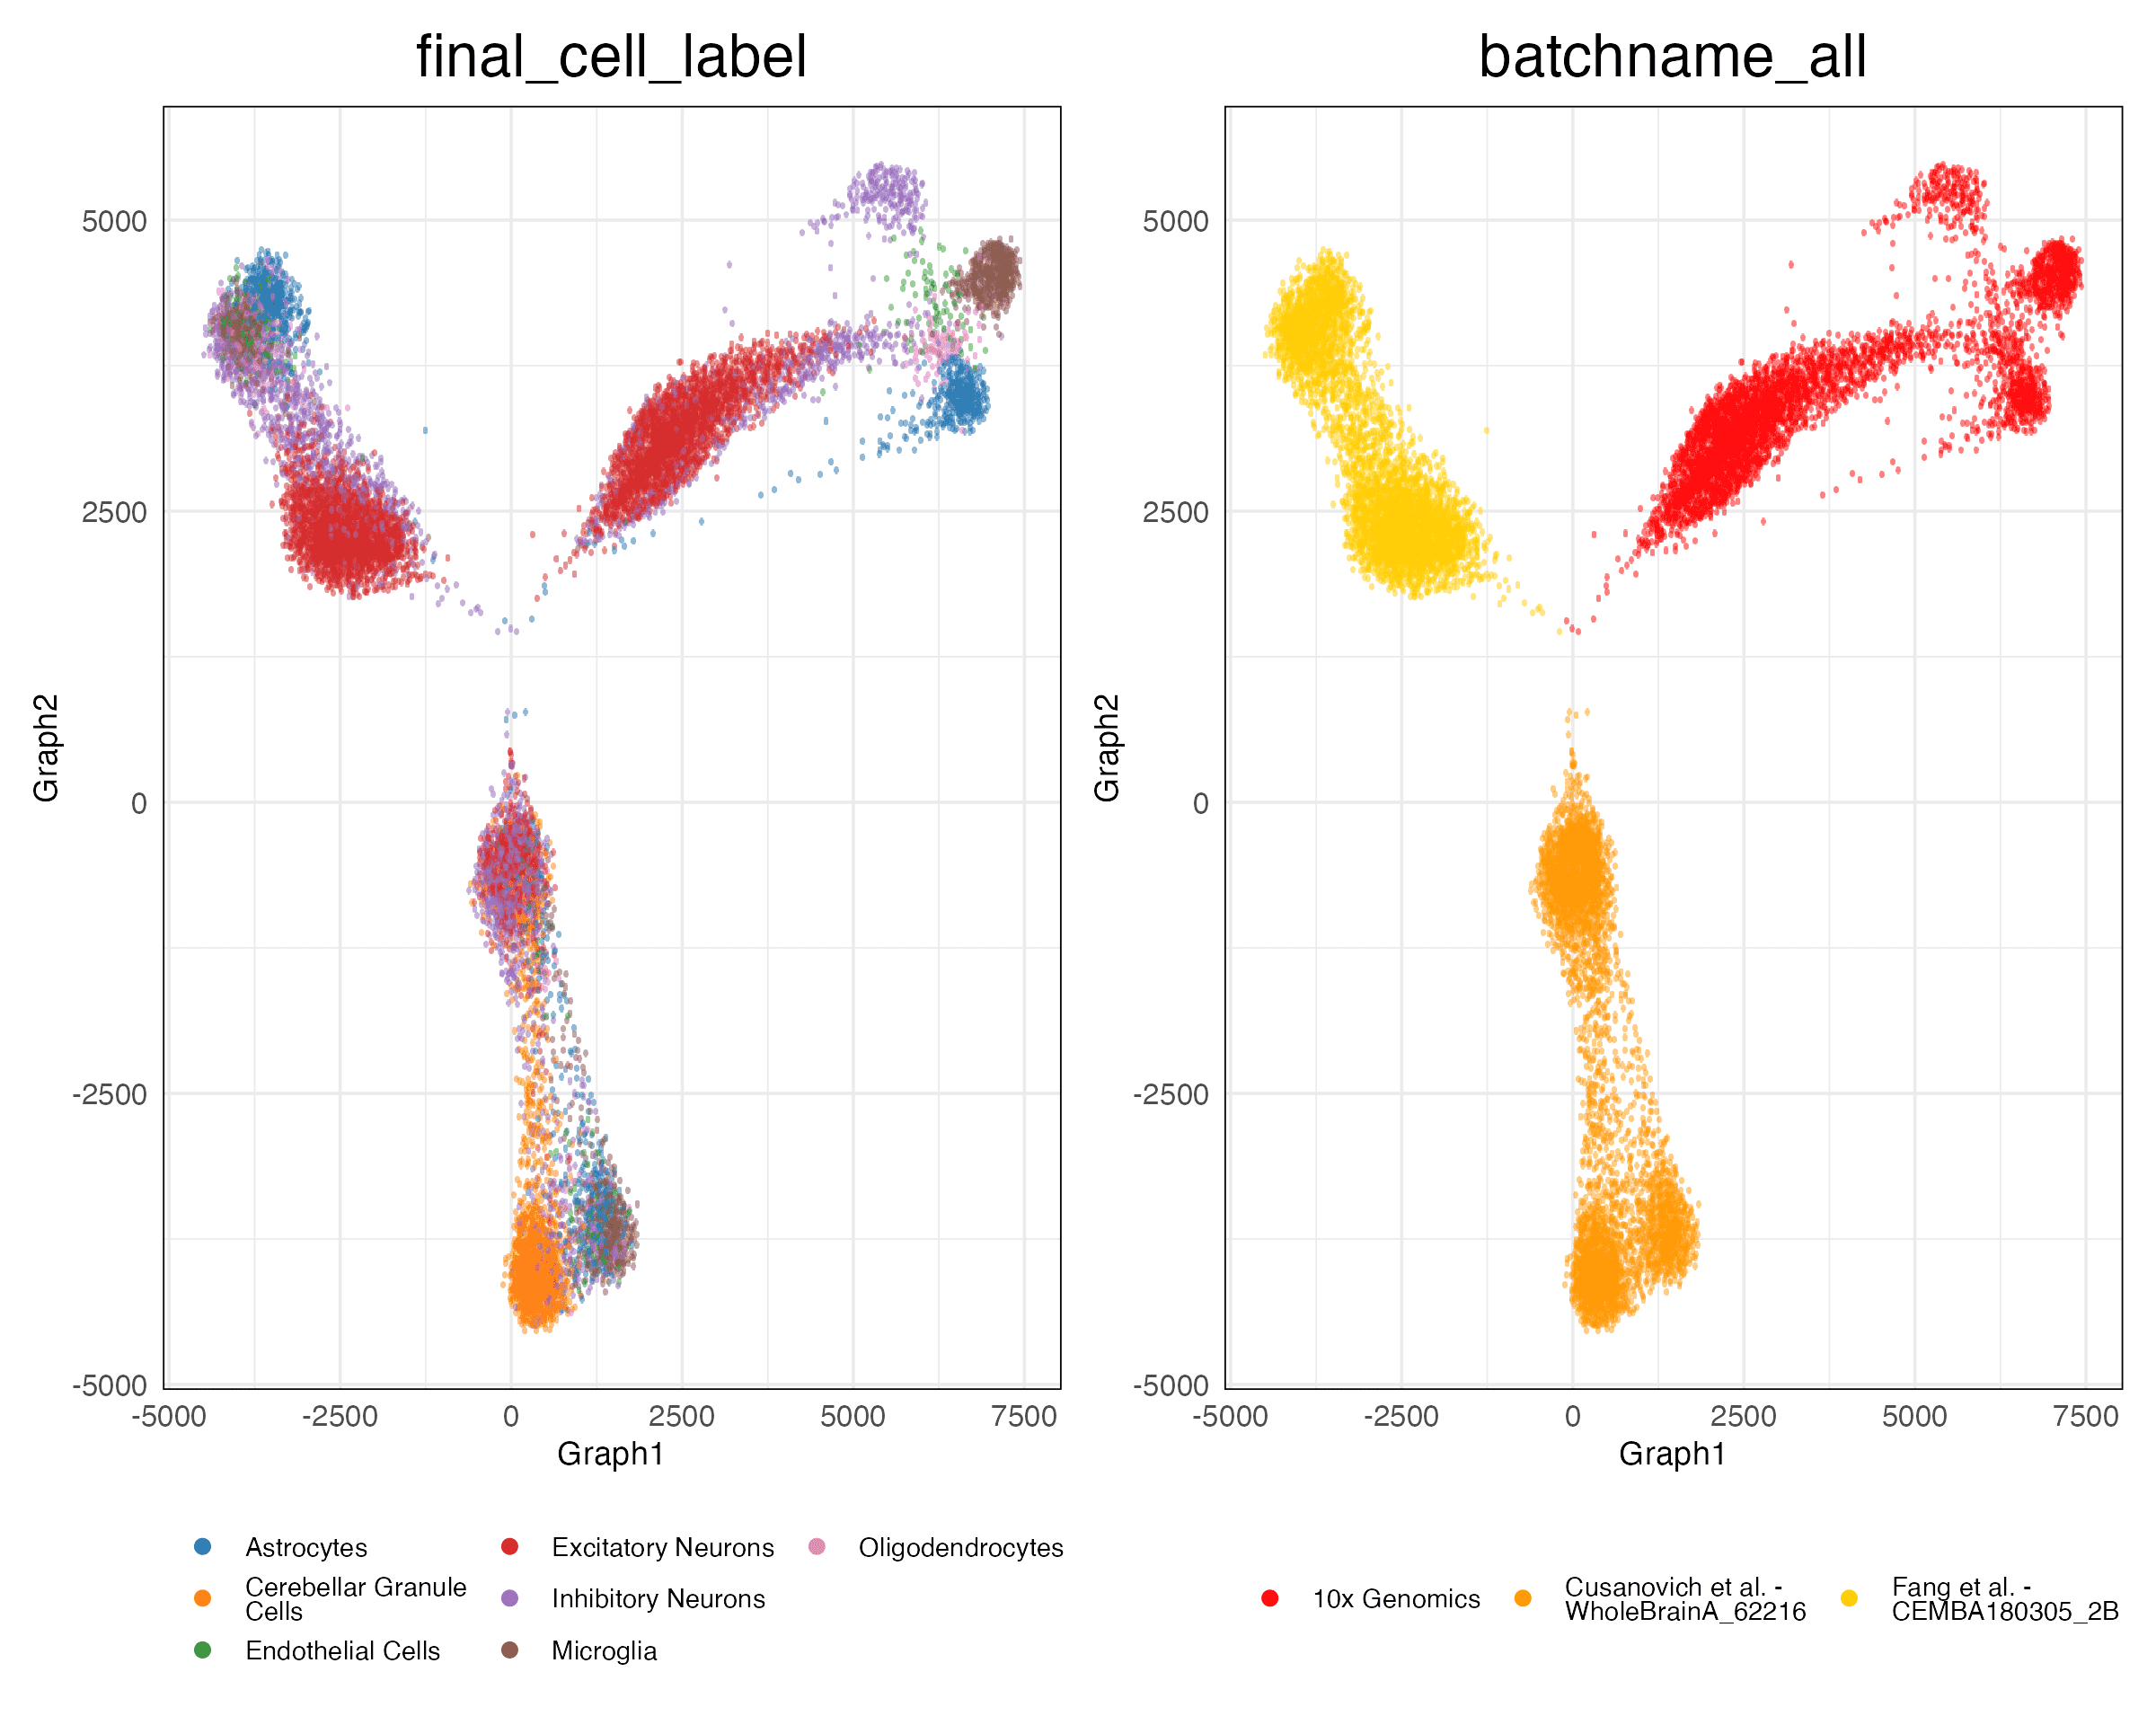 final_cell_label
5000
2500
0
-2500
-5000
Graph2
-5000 -2500 0 2500 5000 7500
Graph1
Astrocytes
Cerebellar Granule
Cells
Endothelial Cells
Excitatory Neurons
Inhibitory Neurons
Microglia
Oligodendrocytes
batchname_all
5000
2500
0
-2500
-5000
Graph2
-5000 -2500 0 2500 5000 7500
Graph1
10x Genomics
Cusanovich et al. -
WholeBrainA_62216
Fang et al. -
CEMBA180305_2B